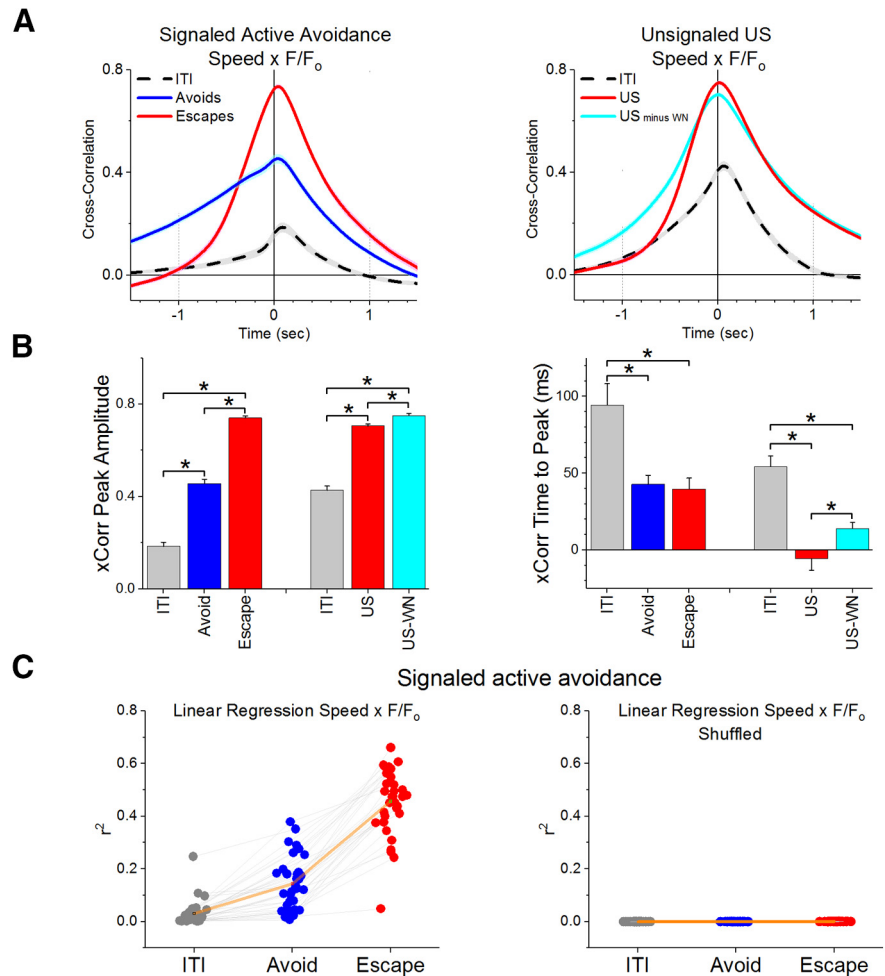 A
Signaled Active Avoidance
Speed x F/Fo
0.8
0.4
0.0
Cross-Correlation
ITI
Avoids
Escapes
-1
0
1
Time (sec)
Unsignaled US
Speed x F/Fo
0.8
0.4
0.0
Cross-Correlation
ITI
US
US minus WN
-1
0
1
Time (sec)
B
xCorr Peak Amplitude
0.8
0.4
0.0
*
*
*
*
*
*
ITI
Avoid
Escape
ITI
US
US-WN
xCorr Time to Peak (ms)
100
50
0
*
*
*
*
*
ITI
Avoid
Escape
ITI
US
US-WN
C
Signaled active avoidance
Linear Regression Speed x F/Fo
0.8
0.6
0.4
0.2
0.0
r2
ITI
Avoid
Escape
Linear Regression Speed x F/Fo
Shuffled
0.8
0.6
0.4
0.2
0.0
r2
ITI
Avoid
Escape